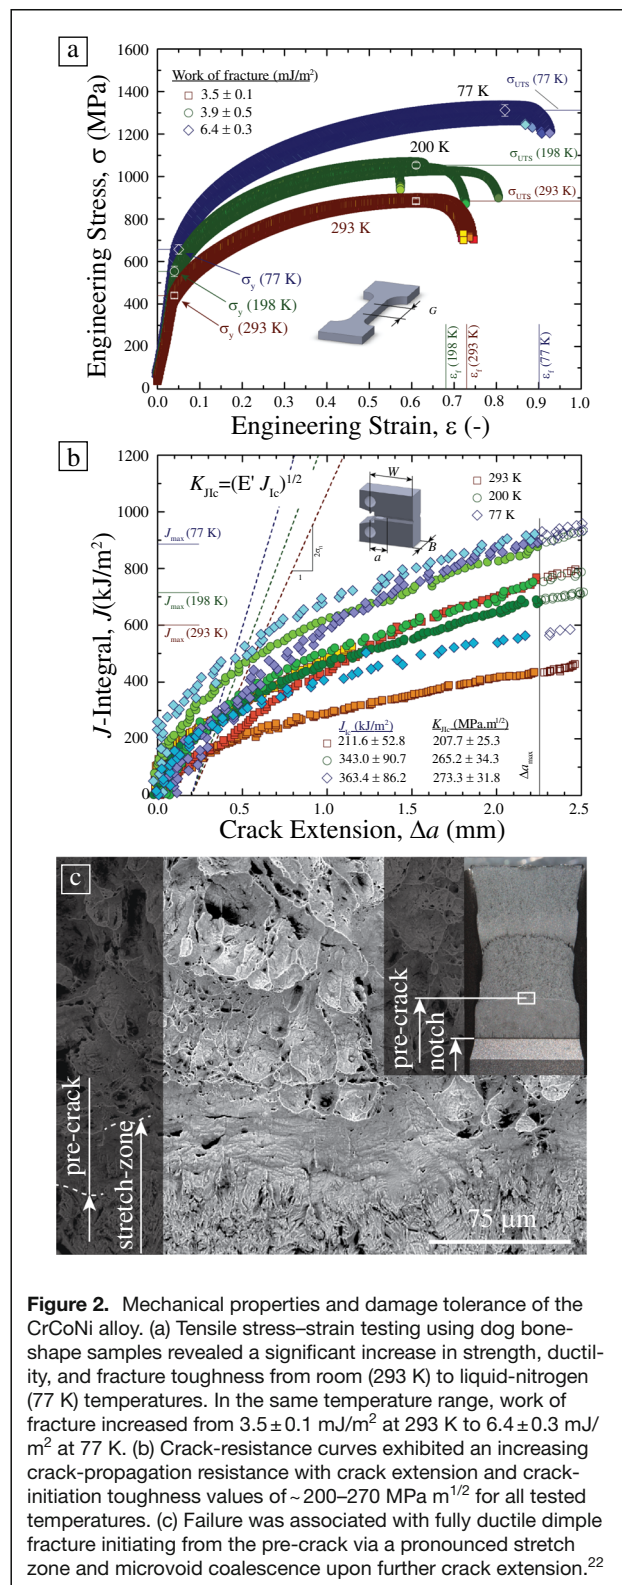 a
1600
1400
1200
1000
800
600
400
200
0
Engineering Stress, σ (MPa)
Work of fracture (mJ/m²)
3.5 ± 0.1
3.9 ± 0.5
6.4 ± 0.3
77 K
σUTS (77 K)
200 K
σUTS (198 K)
σUTS (293 K)
293 K
σy (77 K)
σy (198 K)
σy (293 K)
G
εf (198 K)
εf (293 K)
εf (77 K)
0.0 0.1 0.2 0.3 0.4 0.5 0.6 0.7 0.8 0.9 1.0
Engineering Strain, ε (-)
b
1200
1000
800
600
400
200
0
J-Integral, J(kJ/m²)
KJIc=(E' JIc)1/2
W
a
B
293 K
200 K
77 K
Jmax (77 K)
Jmax (198 K)
Jmax (293 K)
2σ0
1
JIc (kJ/m²) KJIc (MPa.m1/2)
211.6 ± 52.8 207.7 ± 25.3
343.0 ± 90.7 265.2 ± 34.3
363.4 ± 86.2 273.3 ± 31.8
Δamax
0.0 0.5 1.0 1.5 2.0 2.5
Crack Extension, Δa (mm)
c
pre-crack
notch
pre-crack
stretch-zone
75 μm
Figure 2. Mechanical properties and damage tolerance of the
CrCoNi alloy. (a) Tensile stress–strain testing using dog bone-
shape samples revealed a significant increase in strength, ductil-
ity, and fracture toughness from room (293 K) to liquid-nitrogen
(77 K) temperatures. In the same temperature range, work of
fracture increased from 3.5 ± 0.1 mJ/m² at 293 K to 6.4 ± 0.3 mJ/
m² at 77 K. (b) Crack-resistance curves exhibited an increasing
crack-propagation resistance with crack extension and crack-
initiation toughness values of ~ 200–270 MPa m1/2 for all tested
temperatures. (c) Failure was associated with fully ductile dimple
fracture initiating from the pre-crack via a pronounced stretch
zone and microvoid coalescence upon further crack extension.22